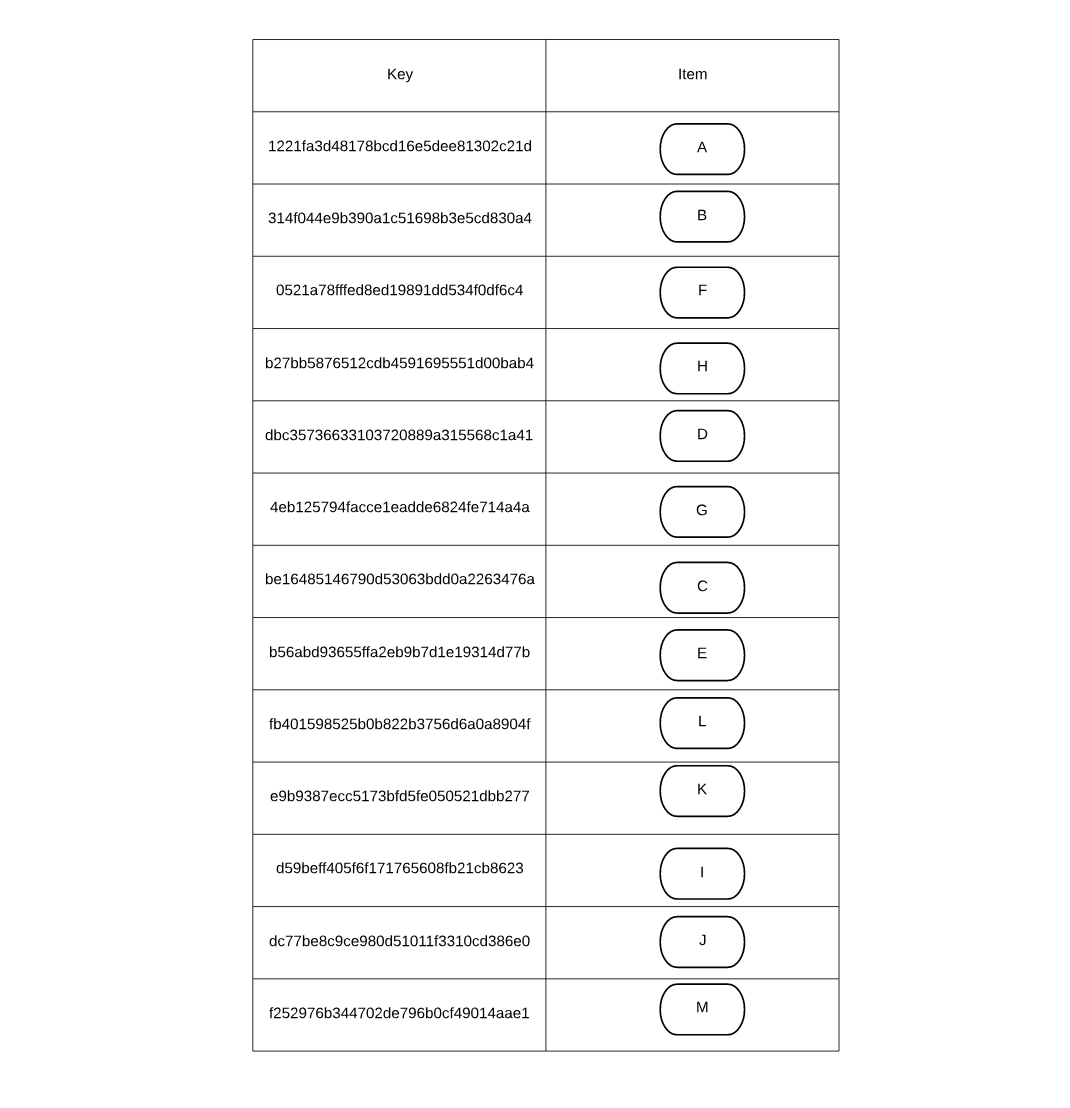 Key Item
1221fa3d48178bcd16e5dee81302c21d A
314f044e9b390a1c51698b3e5cd830a4 B
0521a78fffed8ed19891dd534f0df6c4 F
b27bb5876512cdb4591695551d00bab4 H
dbc35736633103720889a315568c1a41 D
4eb125794facce1eadde6824fe714a4a G
be16485146790d53063bdd0a2263476a C
b56abd93655ffa2eb9b7d1e19314d77b E
fb401598525b0b822b3756d6a0a8904f L
e9b9387ecc5173bfd5fe050521dbb277 K
d59beff405f6f171765608fb21cb8623 I
dc77be8c9ce980d51011f3310cd386e0 J
f252976b344702de796b0cf49014aae1 M